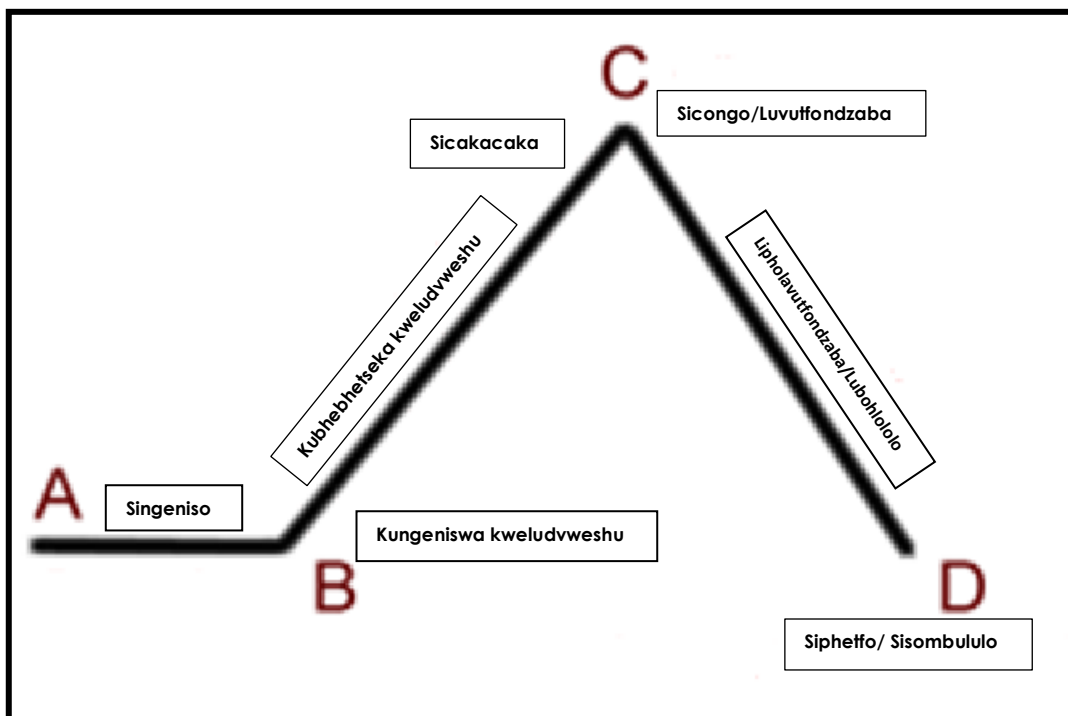 C
Sicongo/Luvutfondzaba
Sicakacaka
Kubhebhetseka kweludvweshu
Lipholavutfondzaba/Lubohlololo
A
Singeniso
Kungeniswa kweludvweshu
B
D
Siphetfo/ Sisombululo